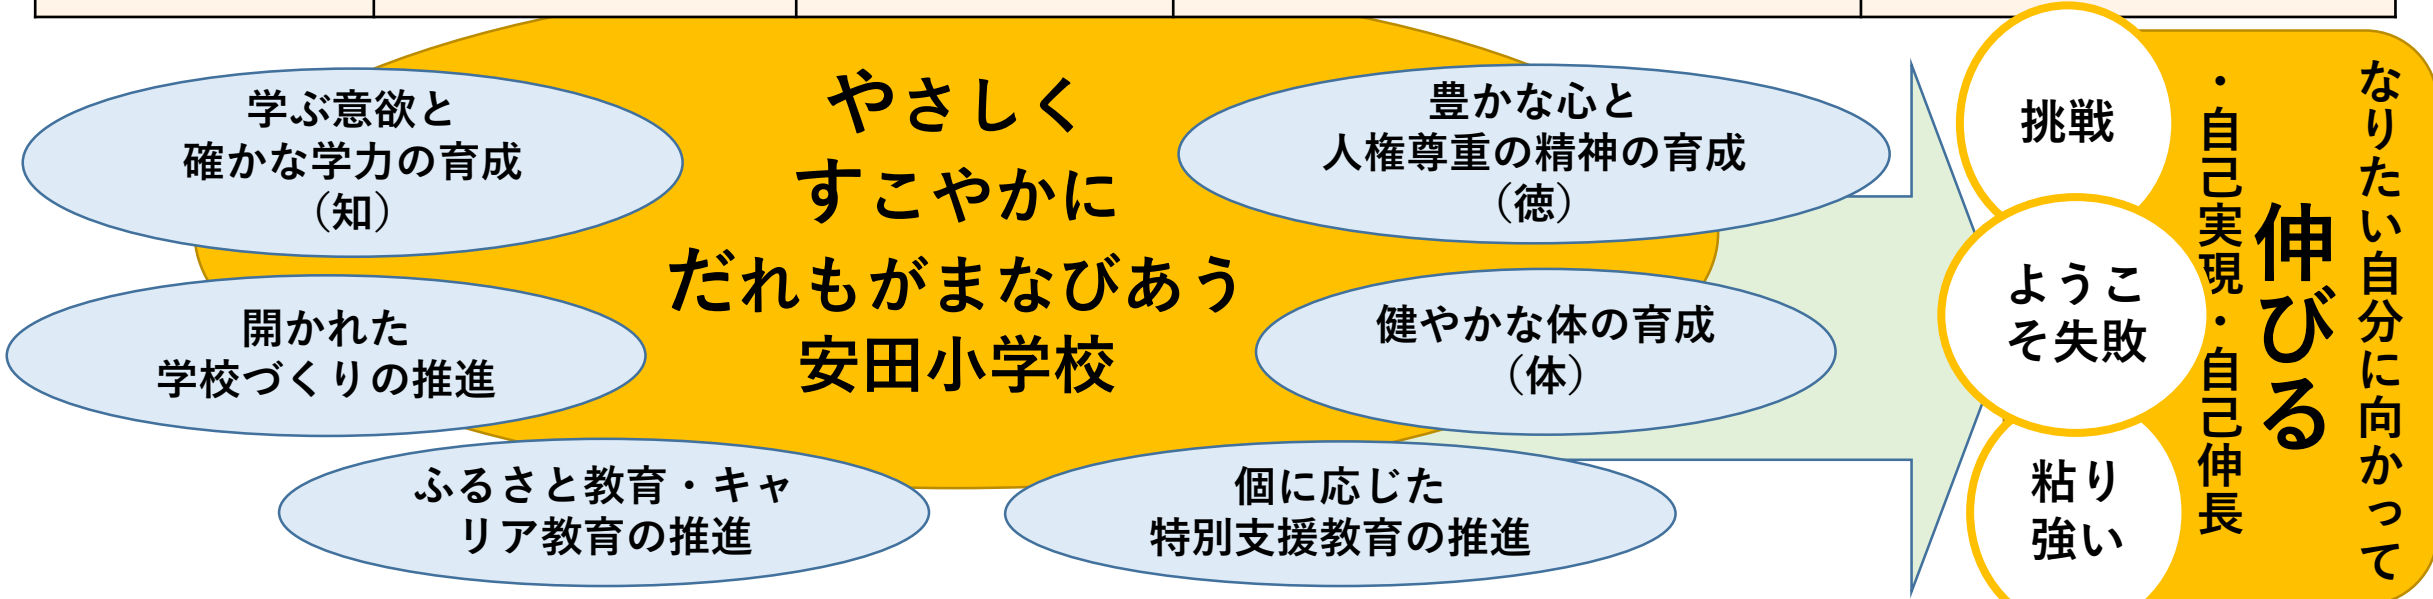 やさしく
すこやかに
だれもがまなびあう
安田小学校
学ぶ意欲と
確かな学力の育成
（知）
開かれた
学校づくりの推進
ふるさと教育・キャ
リア教育の推進
豊かな心と
人権尊重の精神の育成
（徳）
健やかな体の育成
（体）
個に応じた
特別支援教育の推進
挑戦
ようこ
そ失敗
粘り
強い
なりたい自分に向かって
伸びる
・自己実現・自己伸長